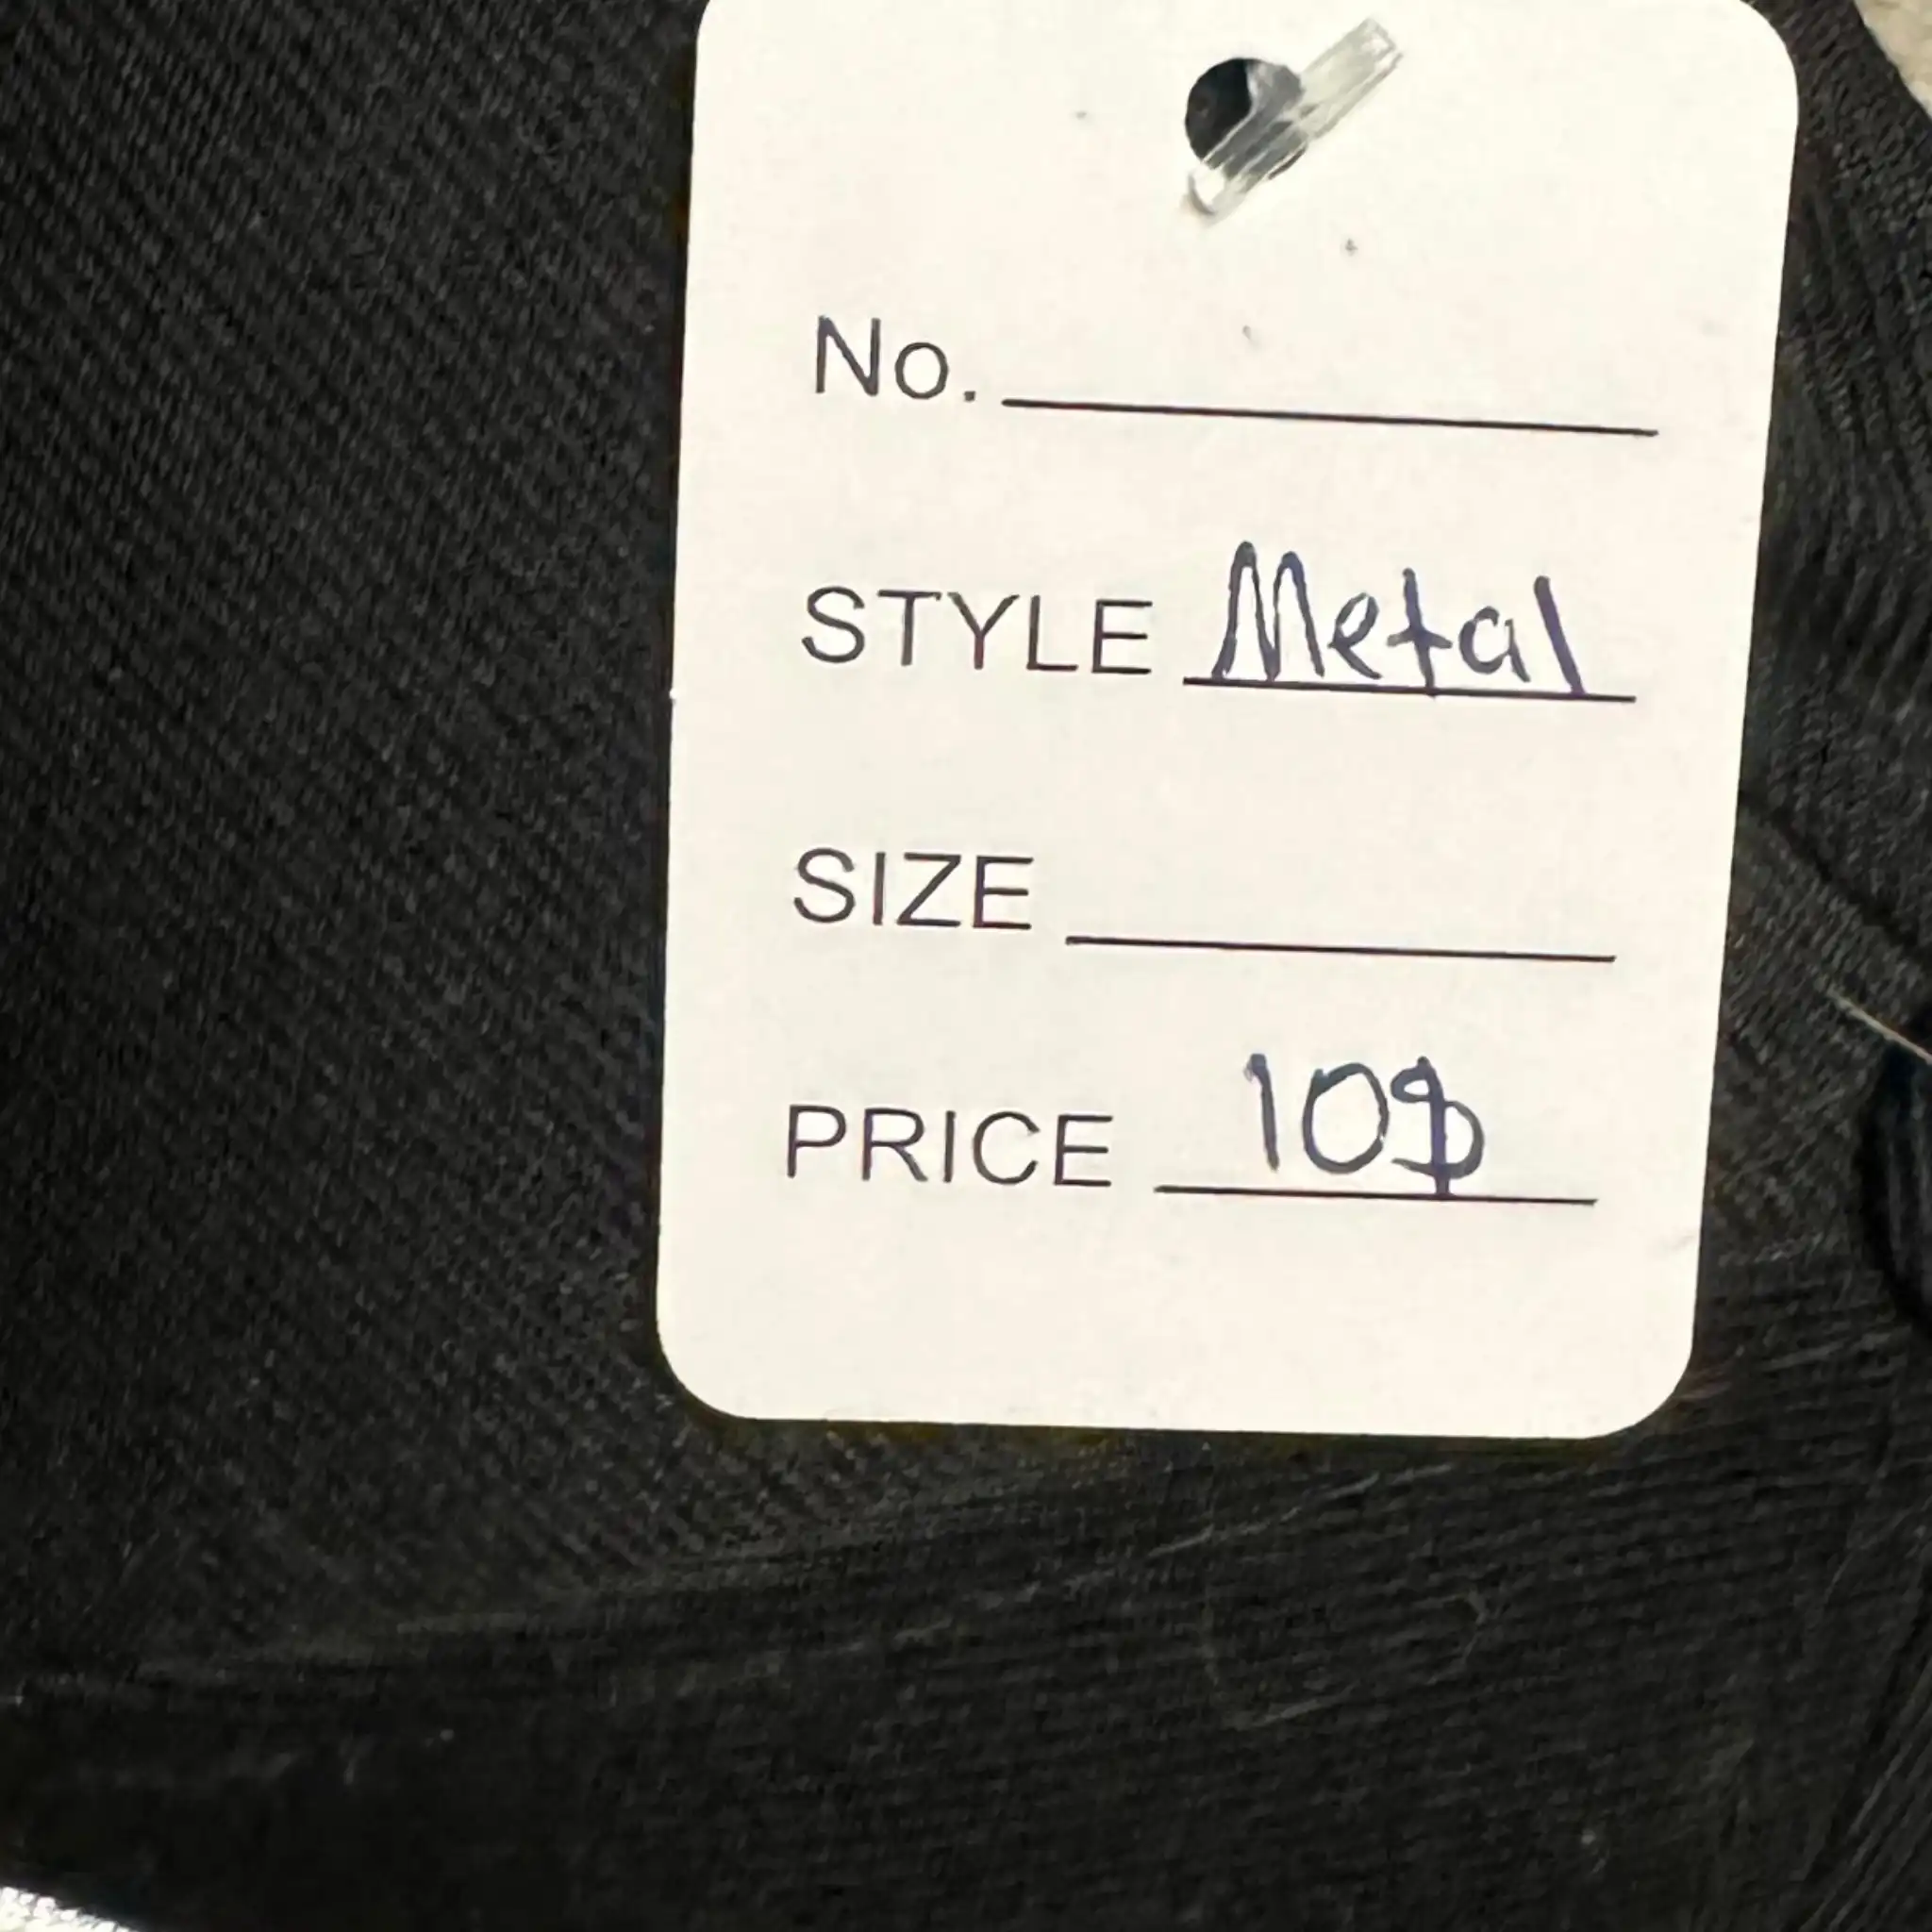 No.
STYLE Metal
SIZE
PRICE 10$